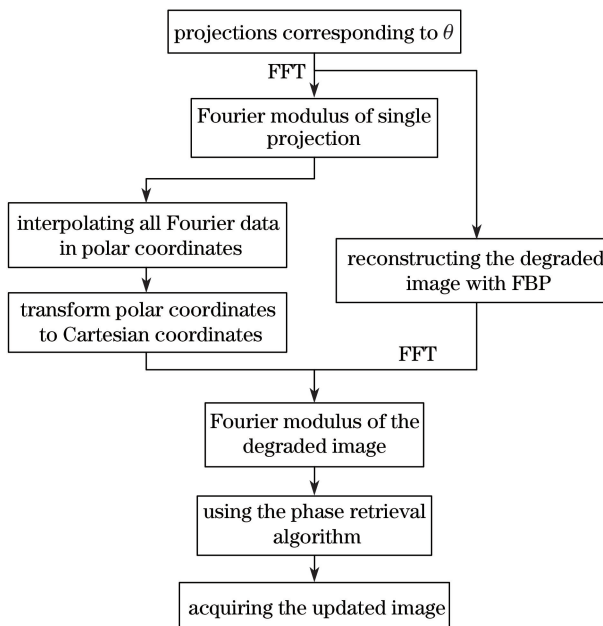 projections corresponding to θ
FFT
Fourier modulus of single
projection
interpolating all Fourier data
in polar coordinates
reconstructing the degraded
image with FBP
transform polar coordinates
to Cartesian coordinates
FFT
Fourier modulus of the
degraded image
using the phase retrieval
algorithm
acquiring the updated image